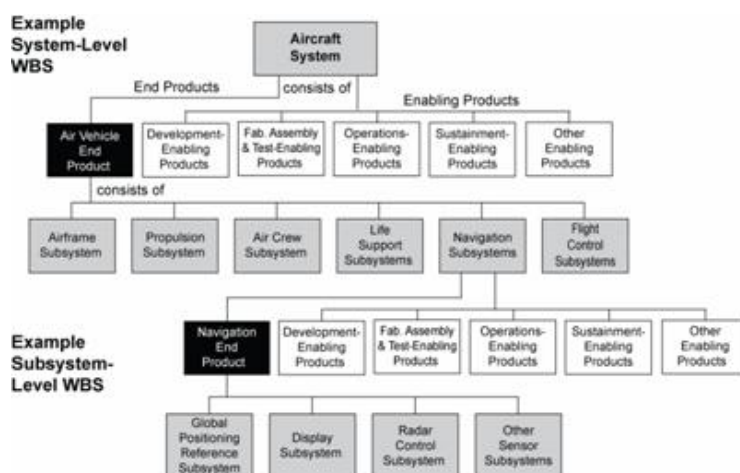 Example
System-Level
WBS
Aircraft
System
End Products
consists of
Enabling Products
Air Vehicle
End
Product
Development-
Enabling
Products
Fab. Assembly
& Test-Enabling
Products
Operations-
Enabling
Products
Sustainment-
Enabling
Products
Other
Enabling
Products
consists of
Airframe
Subsystem
Propulsion
Subsystem
Air Crew
Subsystem
Life
Support
Subsystems
Navigation
Subsystems
Flight
Control
Subsystems
Example
Subsystem-
Level WBS
Navigation
End
Product
Development-
Enabling
Products
Fab. Assembly
& Test-Enabling
Products
Operations-
Enabling
Products
Sustainment-
Enabling
Products
Other
Enabling
Products
Global
Positioning
Reference
Subsystem
Display
Subsystem
Radar
Control
Subsystem
Other
Sensor
Subsystems